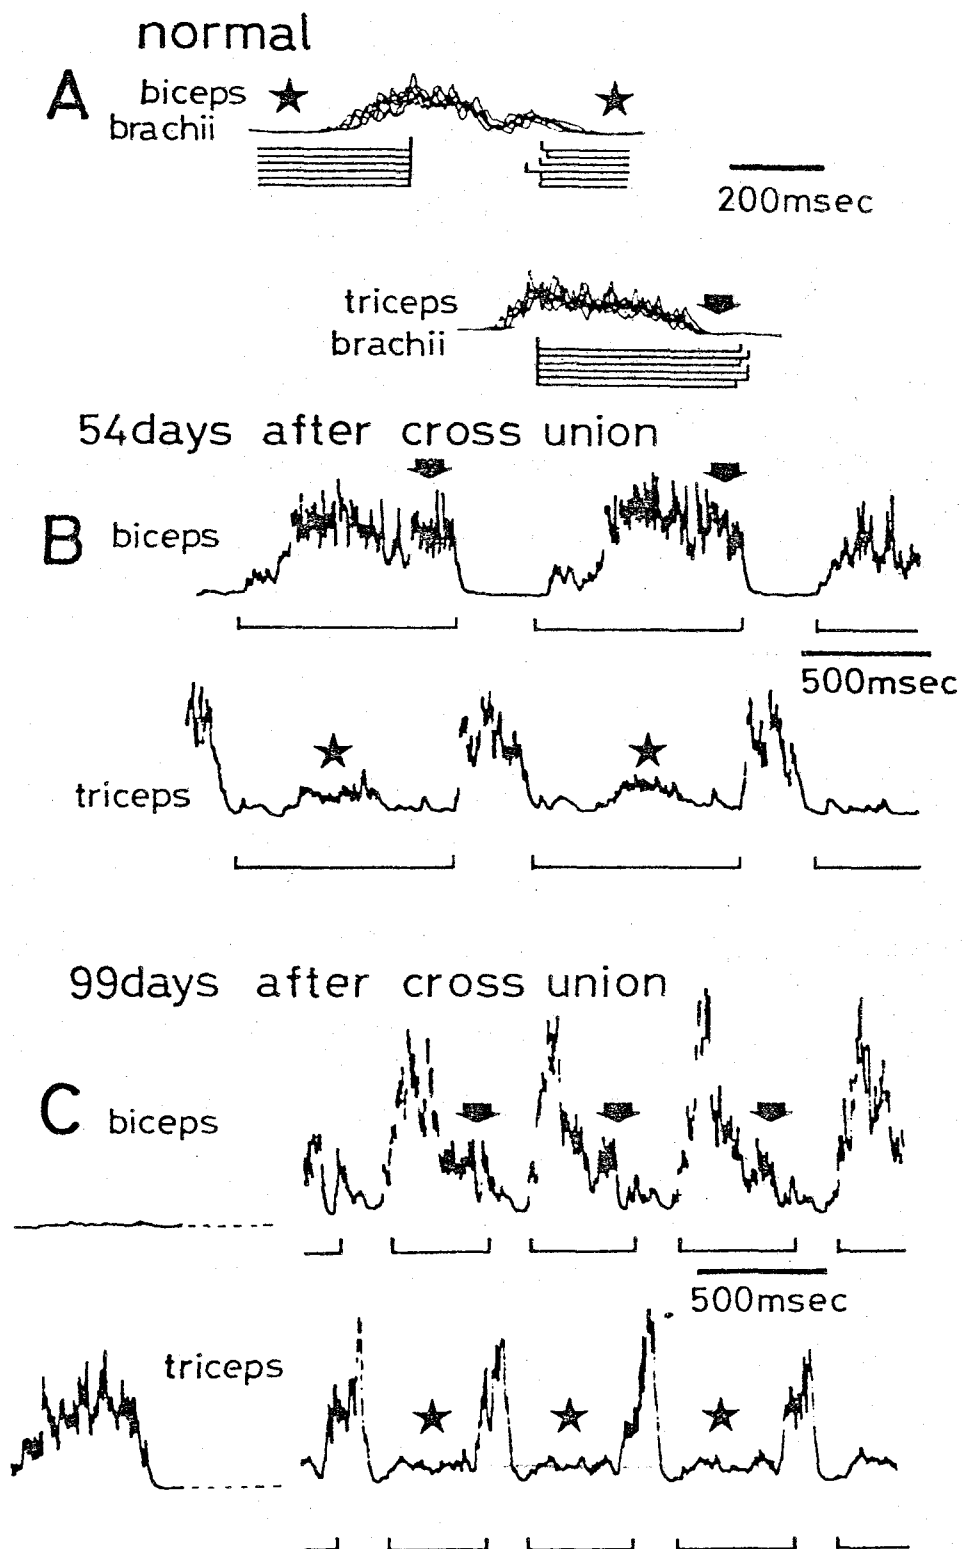 normal
A
biceps
brachii
200msec
triceps
brachii
54days after cross union
B
biceps
500msec
triceps
99days after cross union
C
biceps
500msec
triceps